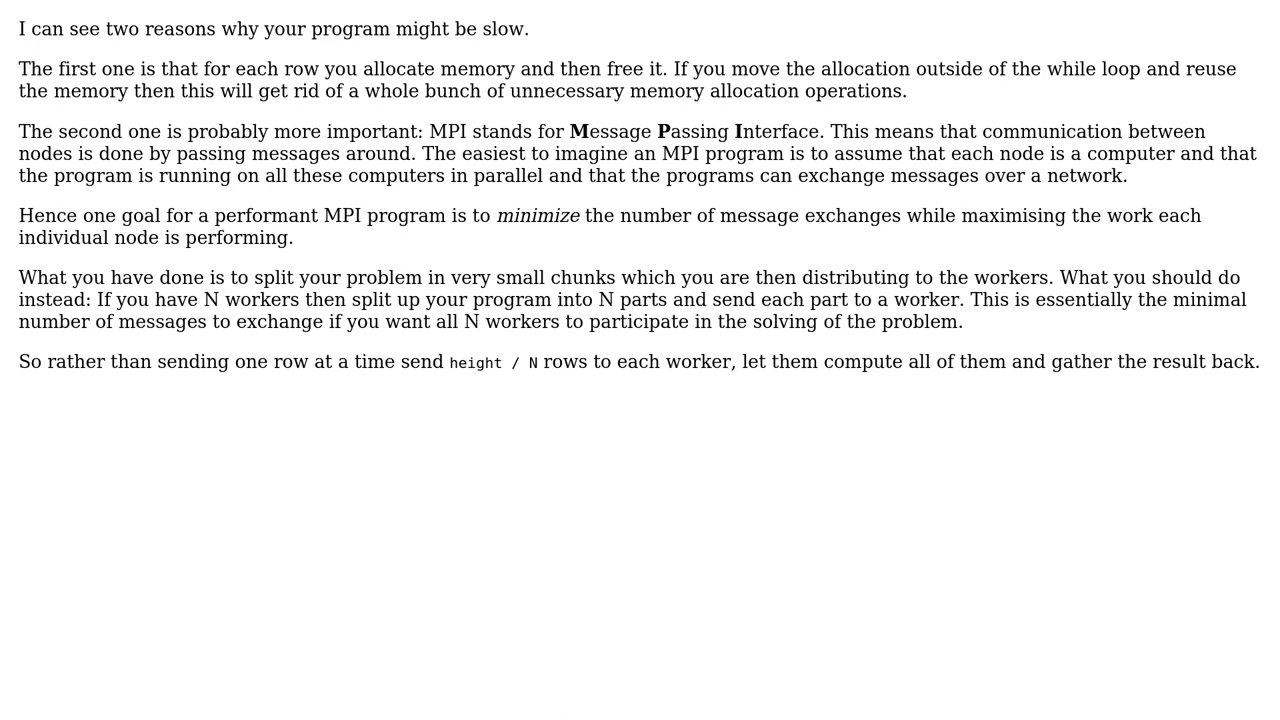 I can see two reasons why your program might be slow.
The first one is that for each row you allocate memory and then free it. If you move the allocation outside of the while loop and reuse
the memory then this will get rid of a whole bunch of unnecessary memory allocation operations.
The second one is probably more important: MPI stands for Message Passing Interface. This means that communication between
nodes is done by passing messages around. The easiest to imagine an MPI program is to assume that each node is a computer and that
the program is running on all these computers in parallel and that the programs can exchange messages over a network.
Hence one goal for a performant MPI program is to minimize the number of message exchanges while maximising the work each
individual node is performing.
What you have done is to split your problem in very small chunks which you are then distributing to the workers. What you should do
instead: If you have N workers then split up your program into N parts and send each part to a worker. This is essentially the minimal
number of messages to exchange if you want all N workers to participate in the solving of the problem.
So rather than sending one row at a time send height / N rows to each worker, let them compute all of them and gather the result back.